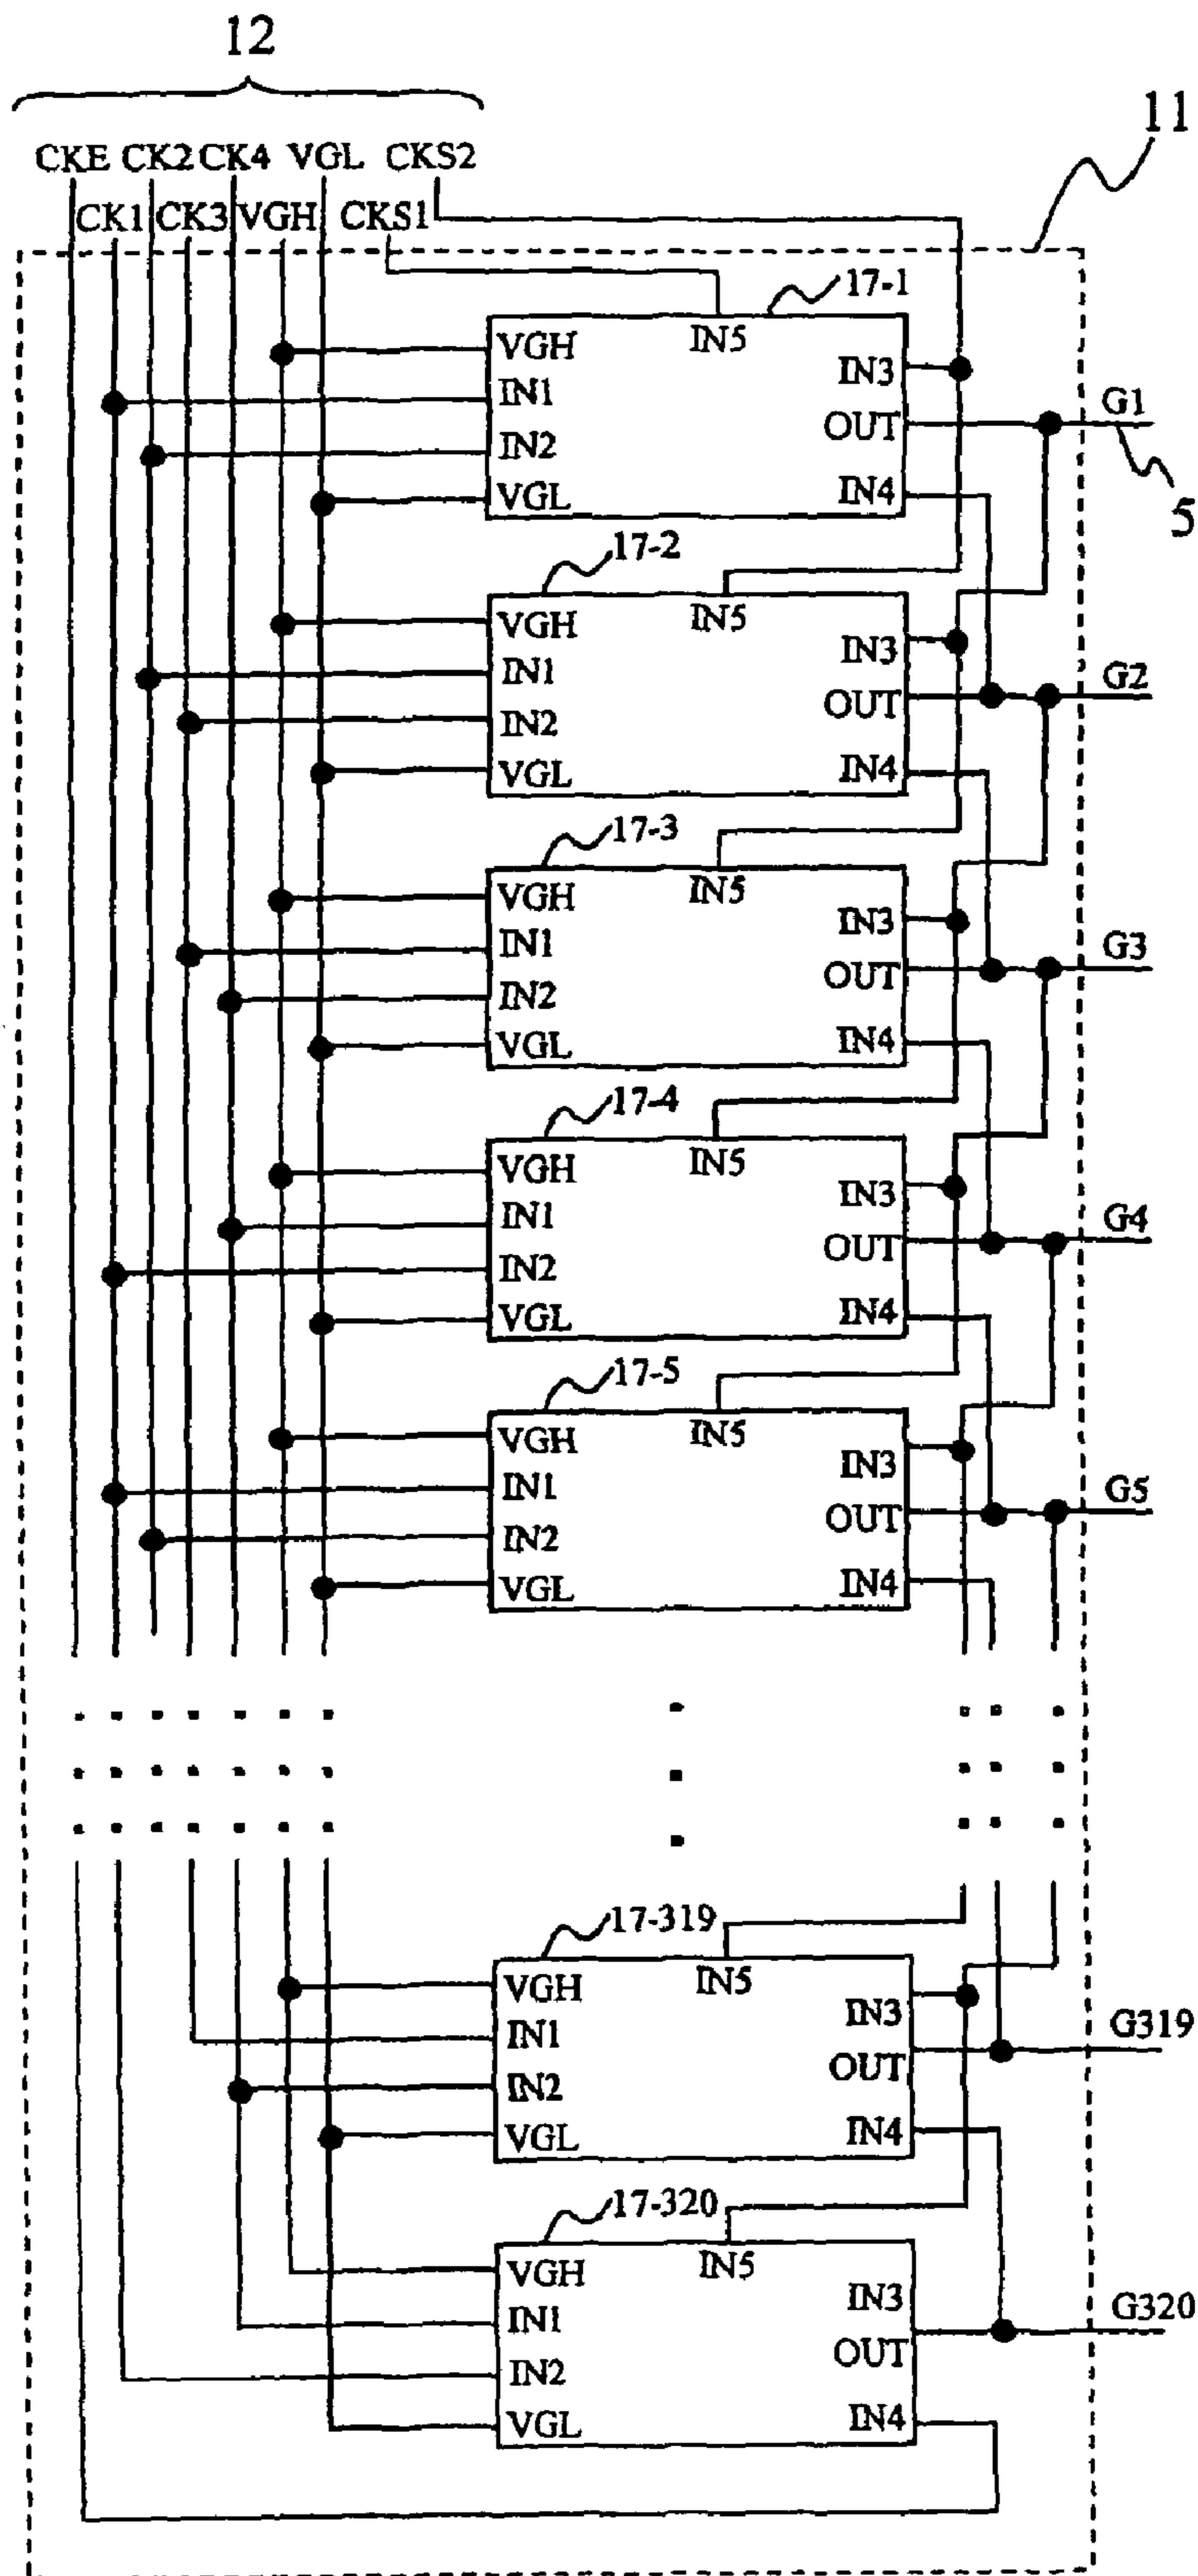 12
11
CKE CK2 CK4 VGL CKS2
CK1 CK3 VGH CKS1
17-1
VGH
IN1
IN2
VGL
IN5
IN3
OUT
IN4
G1
5
17-2
VGH
IN1
IN2
VGL
IN5
IN3
OUT
IN4
G2
17-3
VGH
IN1
IN2
VGL
IN5
IN3
OUT
IN4
G3
17-4
VGH
IN1
IN2
VGL
IN5
IN3
OUT
IN4
G4
17-5
VGH
IN1
IN2
VGL
IN5
IN3
OUT
IN4
G5
17-319
VGH
IN1
IN2
VGL
IN5
IN3
OUT
IN4
G319
17-320
VGH
IN1
IN2
VGL
IN5
IN3
OUT
IN4
G320